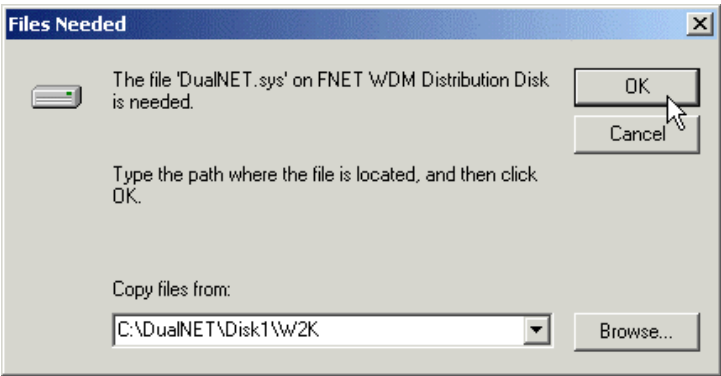 Files Needed
The file 'DualNET.sys' on FNET WDM Distribution Disk
is needed.
OK
Cancel
Type the path where the file is located, and then click
OK.
Copy files from:
C:\DualNET\Disk1\W2K
Browse...